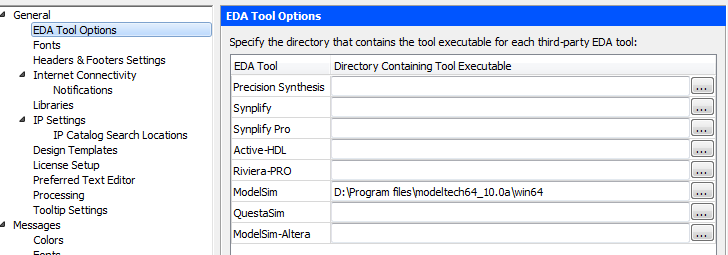 General
EDA Tool Options
Fonts
Headers & Footers Settings
Internet Connectivity
Notifications
Libraries
IP Settings
IP Catalog Search Locations
Design Templates
License Setup
Preferred Text Editor
Processing
Tooltip Settings
Messages
Colors
Fonts
EDA Tool Options
Specify the directory that contains the tool executable for each third-party EDA tool:
EDA Tool Directory Containing Tool Executable
Precision Synthesis ...
Synplify ...
Synplify Pro ...
Active-HDL ...
Riviera-PRO ...
ModelSim D:\Program files\modeltech64_10.0a\win64 ...
QuestaSim ...
ModelSim-Altera ...